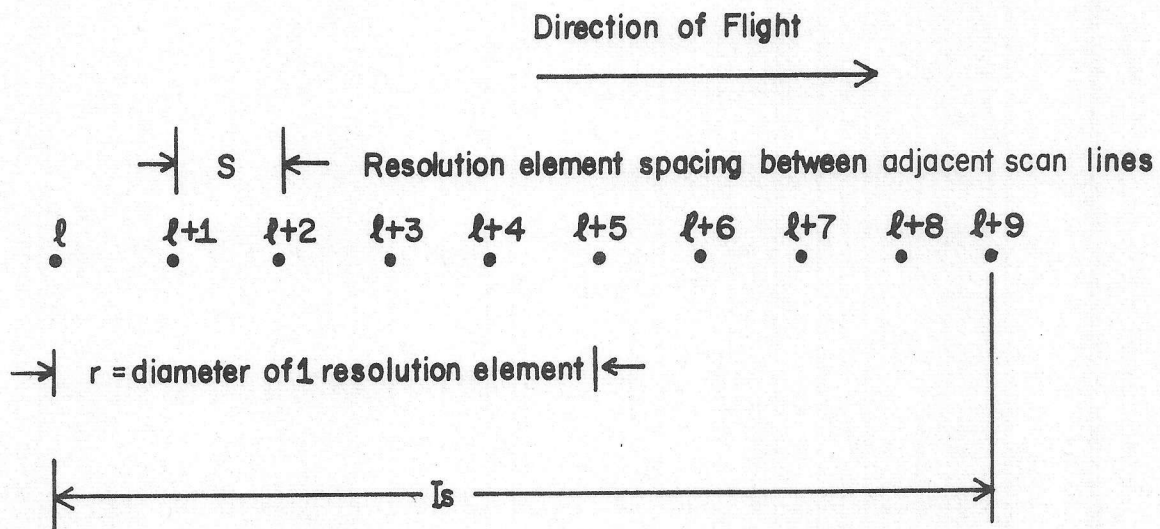 Direction of Flight
S Resolution element spacing between adjacent scan lines
ℓ ℓ+1 ℓ+2 ℓ+3 ℓ+4 ℓ+5 ℓ+6 ℓ+7 ℓ+8 ℓ+9
r = diameter of 1 resolution element
Is